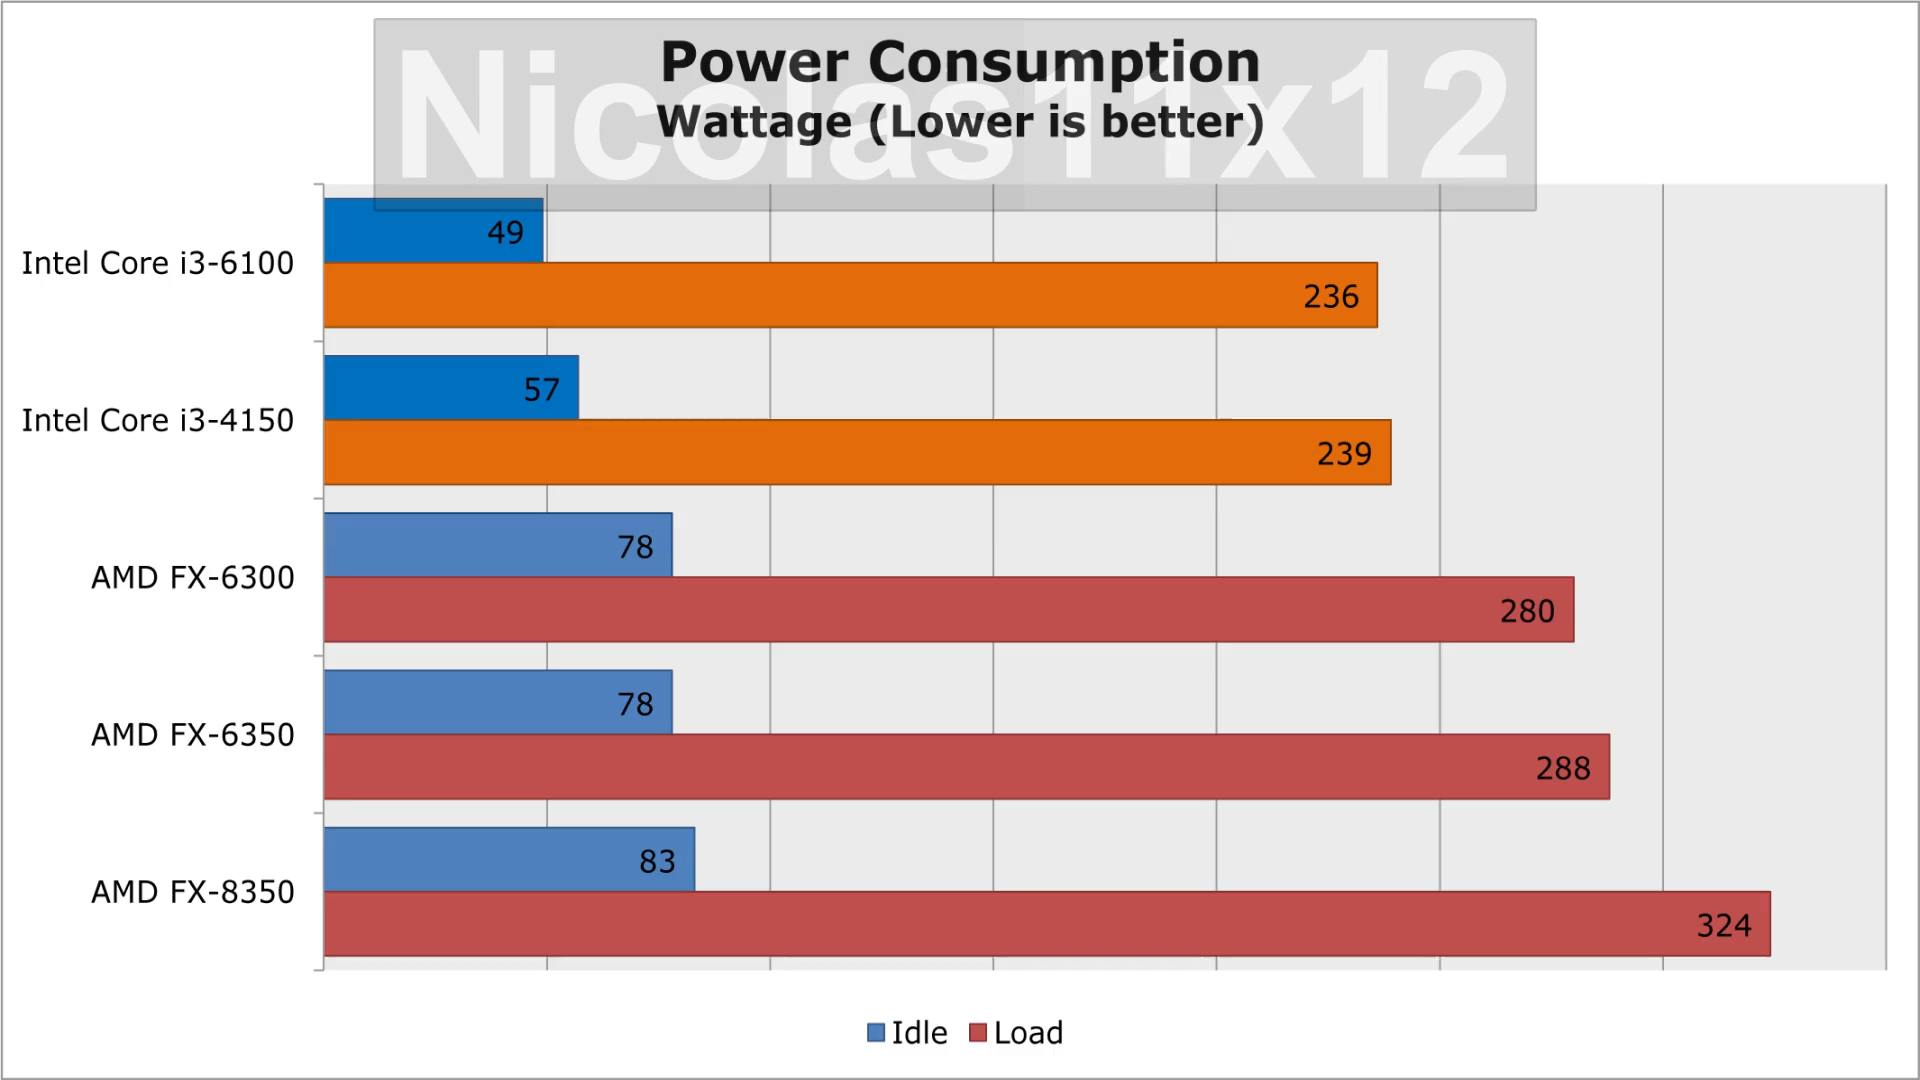 Nicolas11x12
Power Consumption
Wattage (Lower is better)
Intel Core i3-6100
49
236
Intel Core i3-4150
57
239
AMD FX-6300
78
280
AMD FX-6350
78
288
AMD FX-8350
83
324
Idle Load